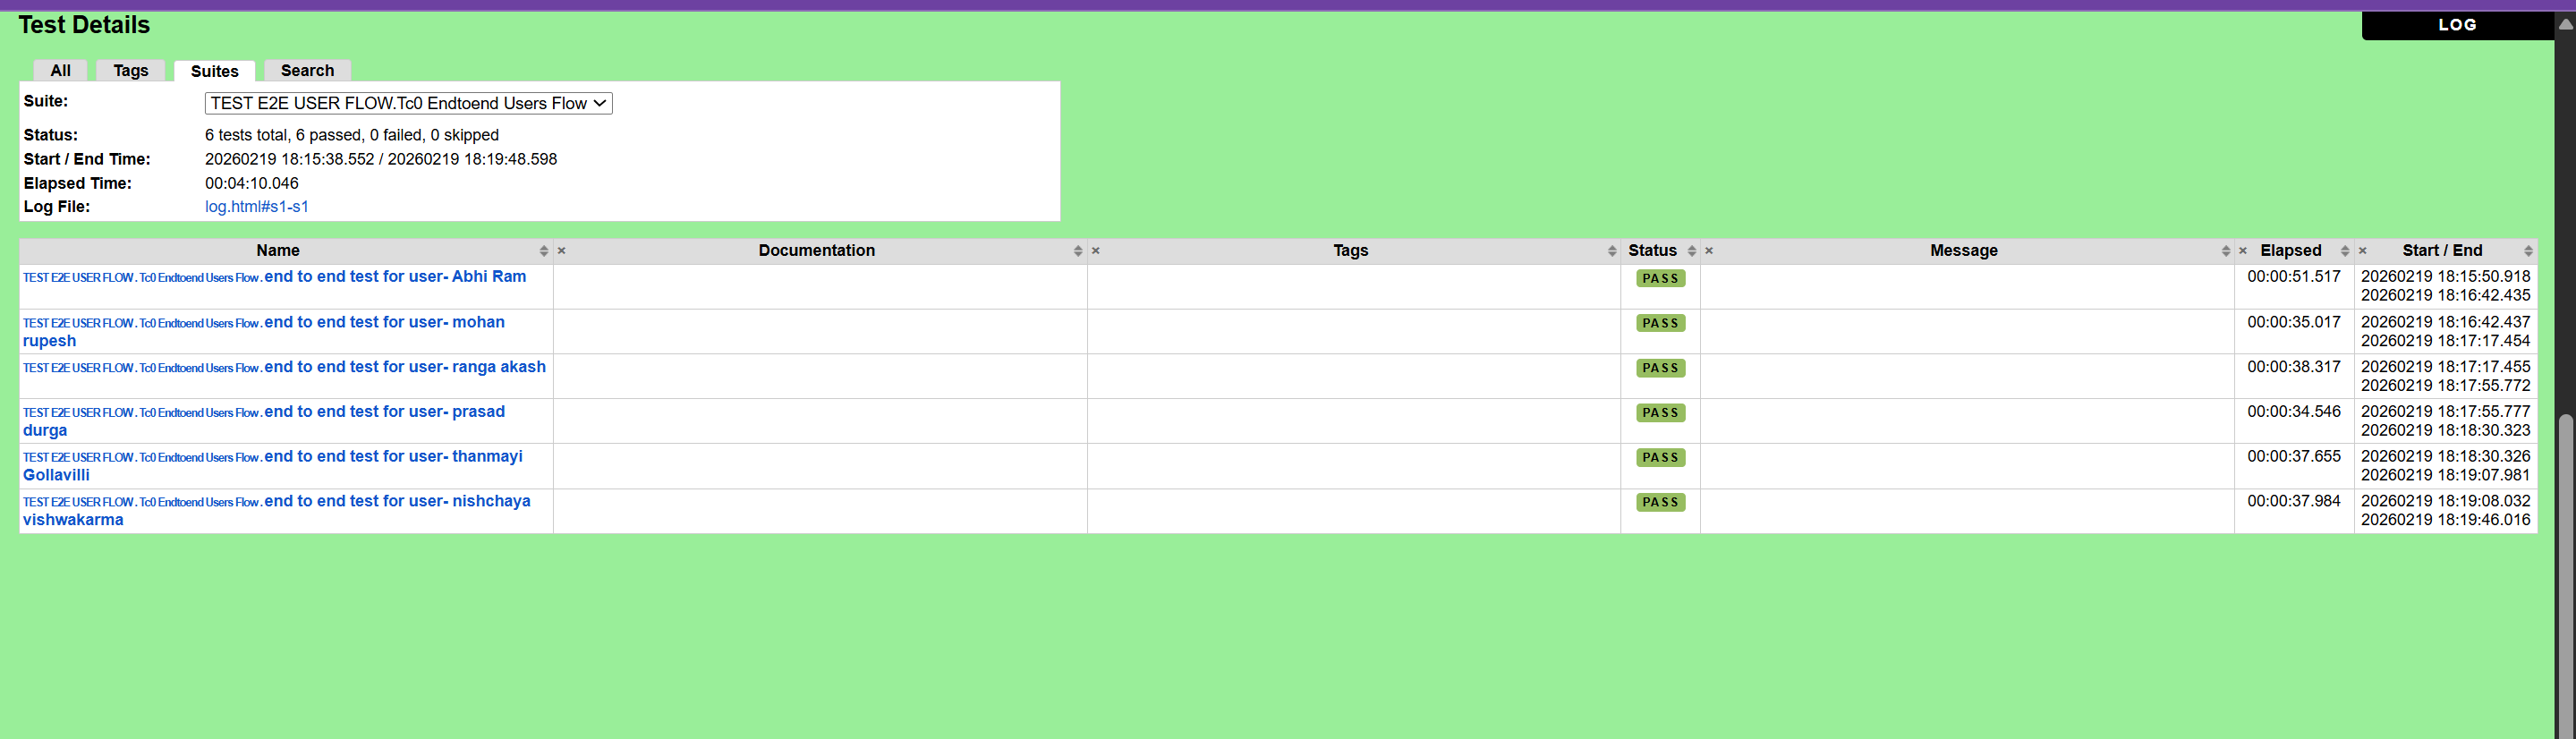 Test Details
LOG
All Tags Suites Search
Suite: TEST E2E USER FLOW.Tc0 Endtoend Users Flow
Status: 6 tests total, 6 passed, 0 failed, 0 skipped
Start / End Time: 20260219 18:15:38.552 / 20260219 18:19:48.598
Elapsed Time: 00:04:10.046
Log File: log.html#s1-s1
Name × Documentation × Tags Status × Message × Elapsed × Start / End
TEST E2E USER FLOW . Tc0 Endtoend Users Flow . end to end test for user- Abhi Ram PASS 00:00:51.517 20260219 18:15:50.918
20260219 18:16:42.435
TEST E2E USER FLOW . Tc0 Endtoend Users Flow . end to end test for user- mohan PASS 00:00:35.017 20260219 18:16:42.437
rupesh 20260219 18:17:17.454
TEST E2E USER FLOW . Tc0 Endtoend Users Flow . end to end test for user- ranga akash PASS 00:00:38.317 20260219 18:17:17.455
20260219 18:17:55.772
TEST E2E USER FLOW . Tc0 Endtoend Users Flow . end to end test for user- prasad PASS 00:00:34.546 20260219 18:17:55.777
durga 20260219 18:18:30.323
TEST E2E USER FLOW . Tc0 Endtoend Users Flow . end to end test for user- thanmayi PASS 00:00:37.655 20260219 18:18:30.326
Gollavilli 20260219 18:19:07.981
TEST E2E USER FLOW . Tc0 Endtoend Users Flow . end to end test for user- nishchaya PASS 00:00:37.984 20260219 18:19:08.032
vishwakarma 20260219 18:19:46.016